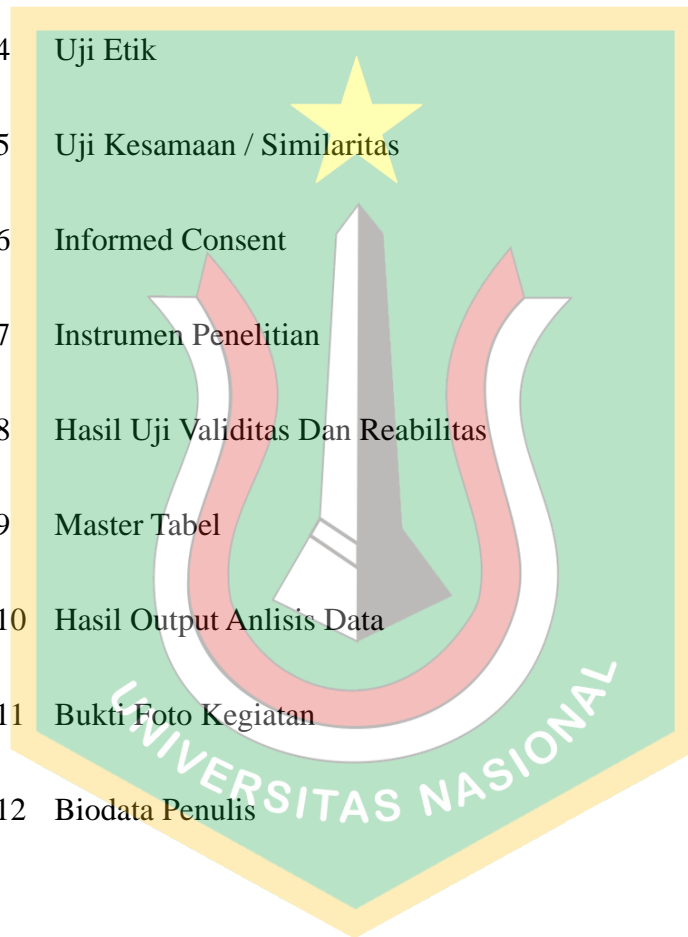 4 Uji Etik
5 Uji Kesamaan / Similaritas
6 Informed Consent
7 Instrumen Penelitian
8 Hasil Uji Validitas Dan Reabilitas
9 Master Tabel
10 Hasil Output Anlisis Data
11 Bukti Foto Kegiatan
12 Biodata Penulis
UNIVERSITAS NASIONAL